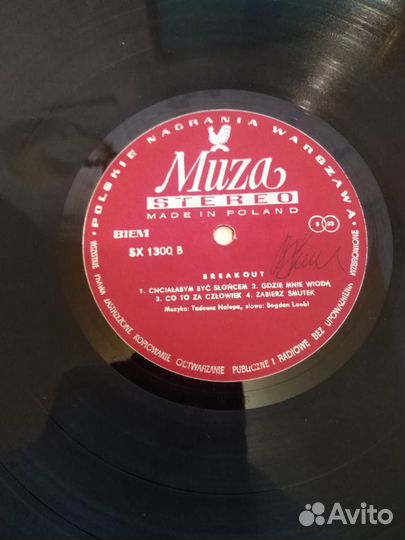 POLSKIE NAGRANIA WARSZAWA
Muza
STEREO
MADE IN POLAND
BIEM
SX 1300 B
S 33
BREAKOUT
1. CHCIAŁABYM BYĆ SŁOŃCEM 2. GDZIE MNIE WIODĄ
3. CO TO ZA CZŁOWIEK 4. ZABIERZ SMUTEK
Muzyka: Tadeusz Nalepa, słowa: Bogdan Loebl
WSZELKIE PRAWA ZASTRZEŻONE KOPIOWANIE ODTWARZANIE PUBLICZNE I RADIOWE BEZ UPOWAŻNIENIA WZBRONIONE
Avito